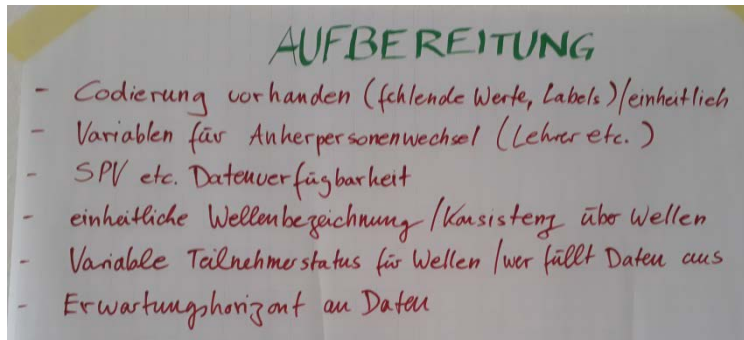 AUFBEREITUNG
- Codierung vorhanden (fehlende Werte, Labels)/einheitlich
- Variablen für Ankerpersonenwechsel (Lehrer etc.)
- SPV etc. Datenverfügbarkeit
- einheitliche Wellenbezeichnung/Konsistenz über Wellen
- Variable Teilnehmerstatus für Wellen/wer füllt Daten aus
- Erwartungshorizont an Daten